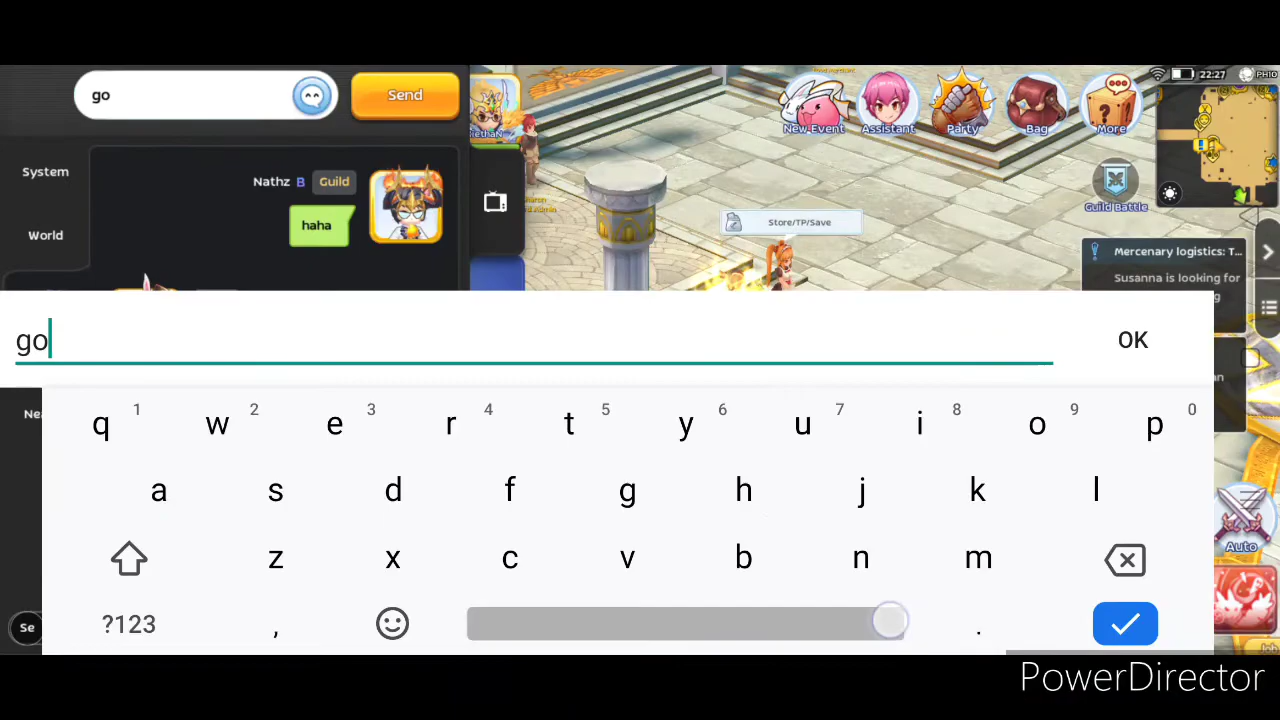 go
Send
New Event
Assistant
Party
Bag
More
22:27
PHIO
System
World
Nathz B Guild
haha
Store/TP/Save
Guild Battle
Mercenary logistics: T...
Susanna is looking for
go
OK
q 1 w 2 e 3 r 4 t 5 y 6 u 7 i 8 o 9 p 0
a s d f g h j k l
z x c v b n m
?123 , .
Se
Auto
Job
PowerDirector